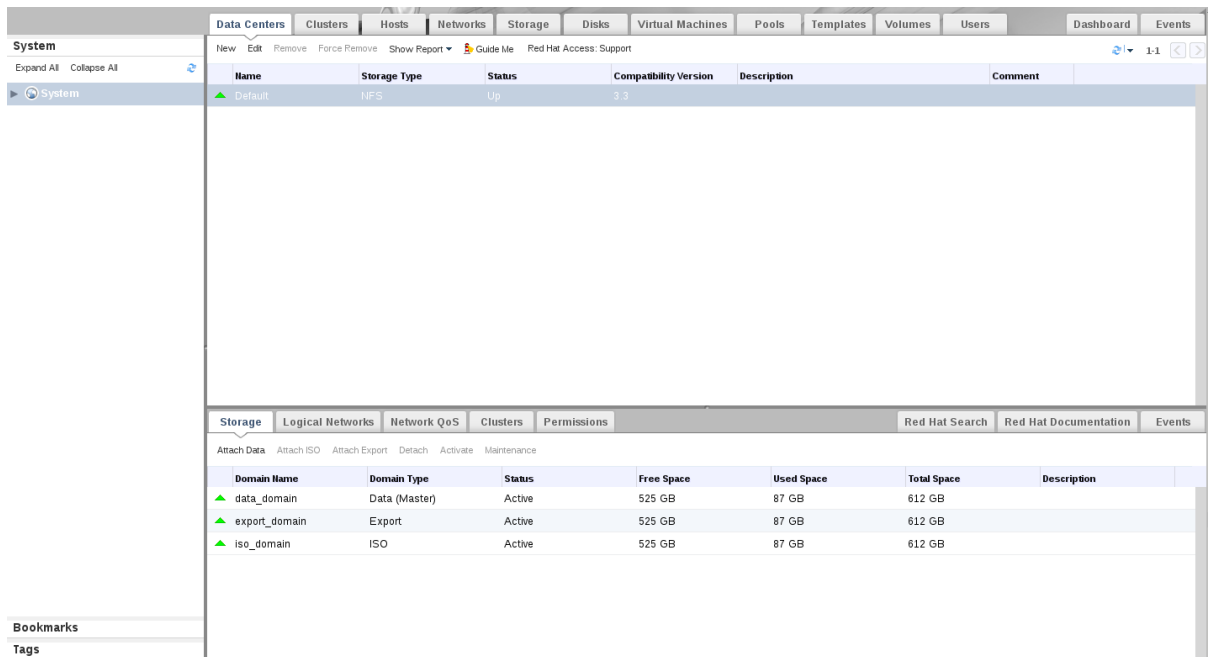 Data Centers Clusters Hosts Networks Storage Disks Virtual Machines Pools Templates Volumes Users Dashboard Events
System
Expand All Collapse All
System
New Edit Remove Force Remove Show Report Guide Me Red Hat Access: Support 1-1
Name Storage Type Status Compatibility Version Description Comment
Default NFS Up 3.3
Storage Logical Networks Network QoS Clusters Permissions Red Hat Search Red Hat Documentation Events
Attach Data Attach ISO Attach Export Detach Activate Maintenance
Domain Name Domain Type Status Free Space Used Space Total Space Description
data_domain Data (Master) Active 525 GB 87 GB 612 GB
export_domain Export Active 525 GB 87 GB 612 GB
iso_domain ISO Active 525 GB 87 GB 612 GB
Bookmarks
Tags